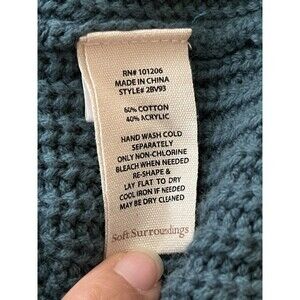 RN# 101206
MADE IN CHINA
STYLE# 2BV93
60% COTTON
40% ACRYLIC
HAND WASH COLD
SEPARATELY
ONLY NON-CHLORINE
BLEACH WHEN NEEDED
RE-SHAPE &
LAY FLAT TO DRY
COOL IRON IF NEEDED
MAY BE DRY CLEANED
Soft Surroundings